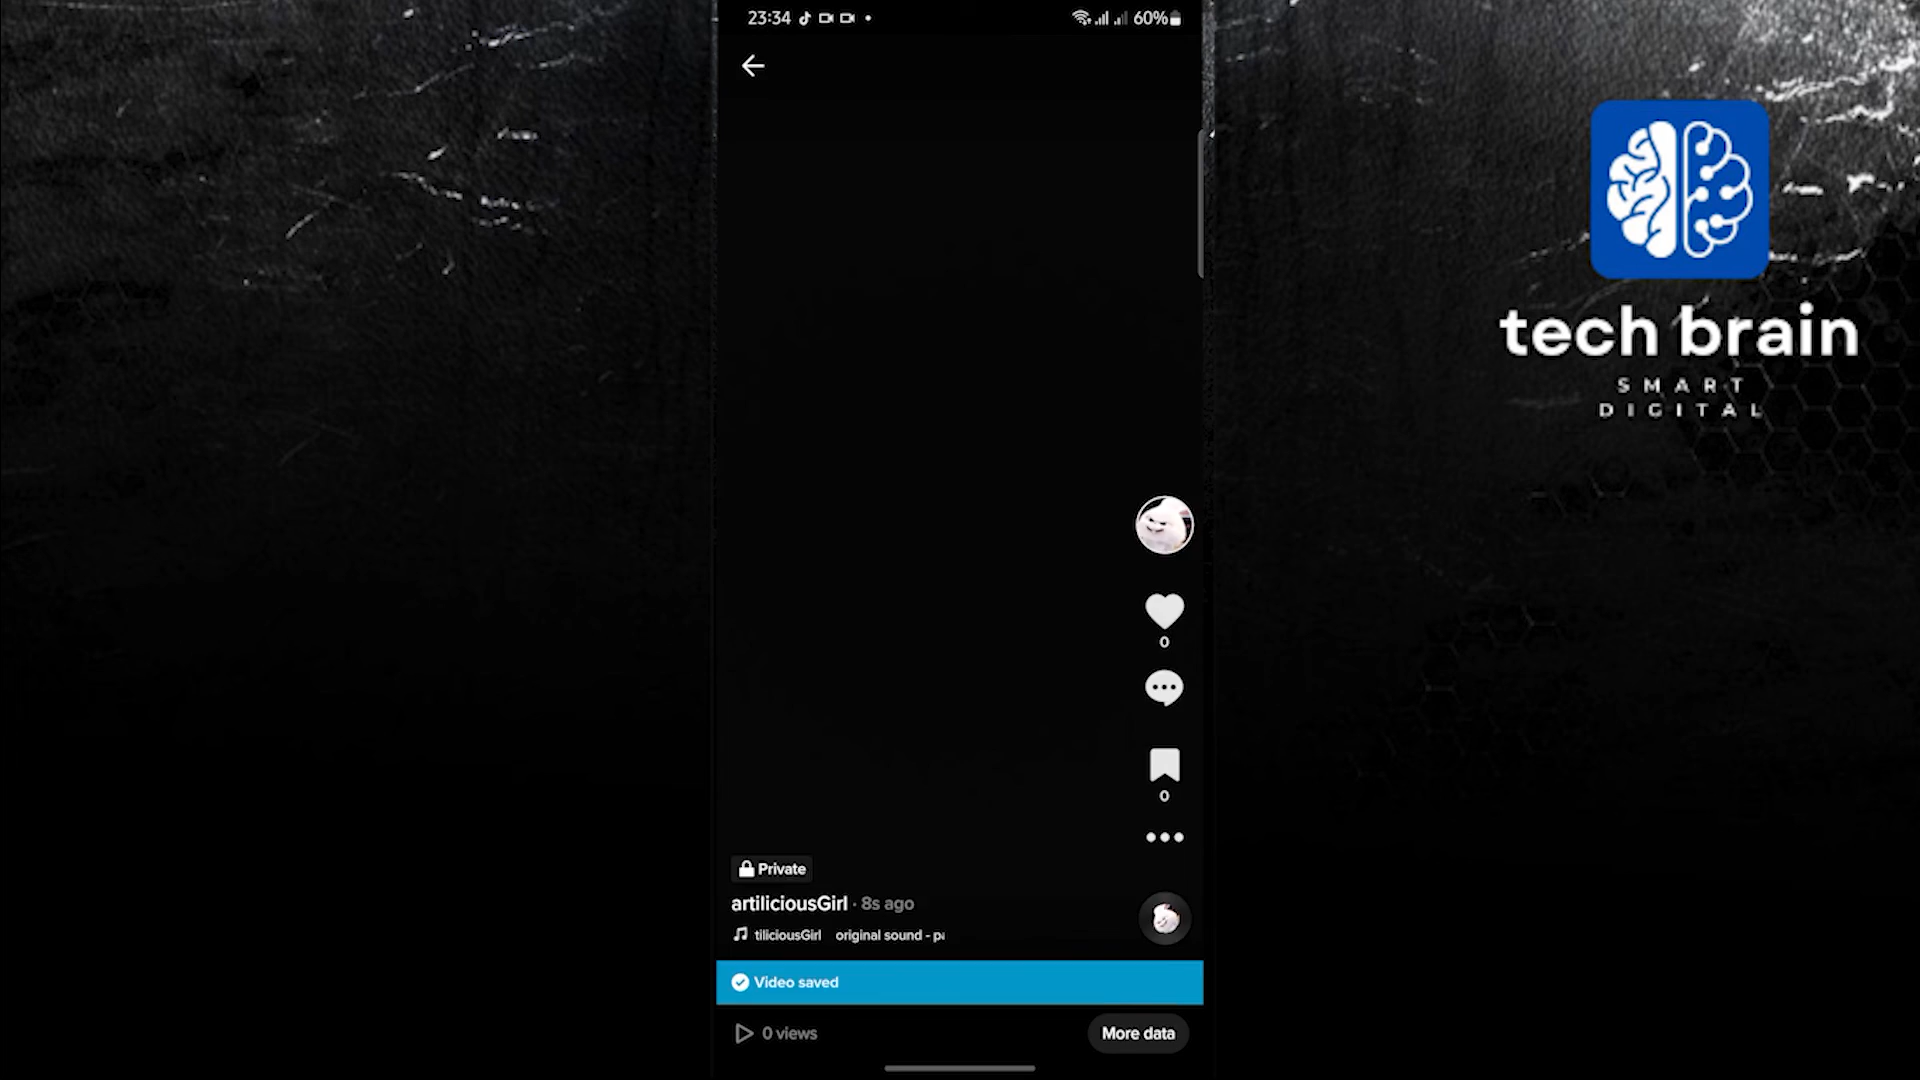 23:34
60%
tech brain
SMART
DIGITAL
0
0
Private
artiliciousGirl · 8s ago
tiliciousGirl original sound - pa
Video saved
0 views
More data